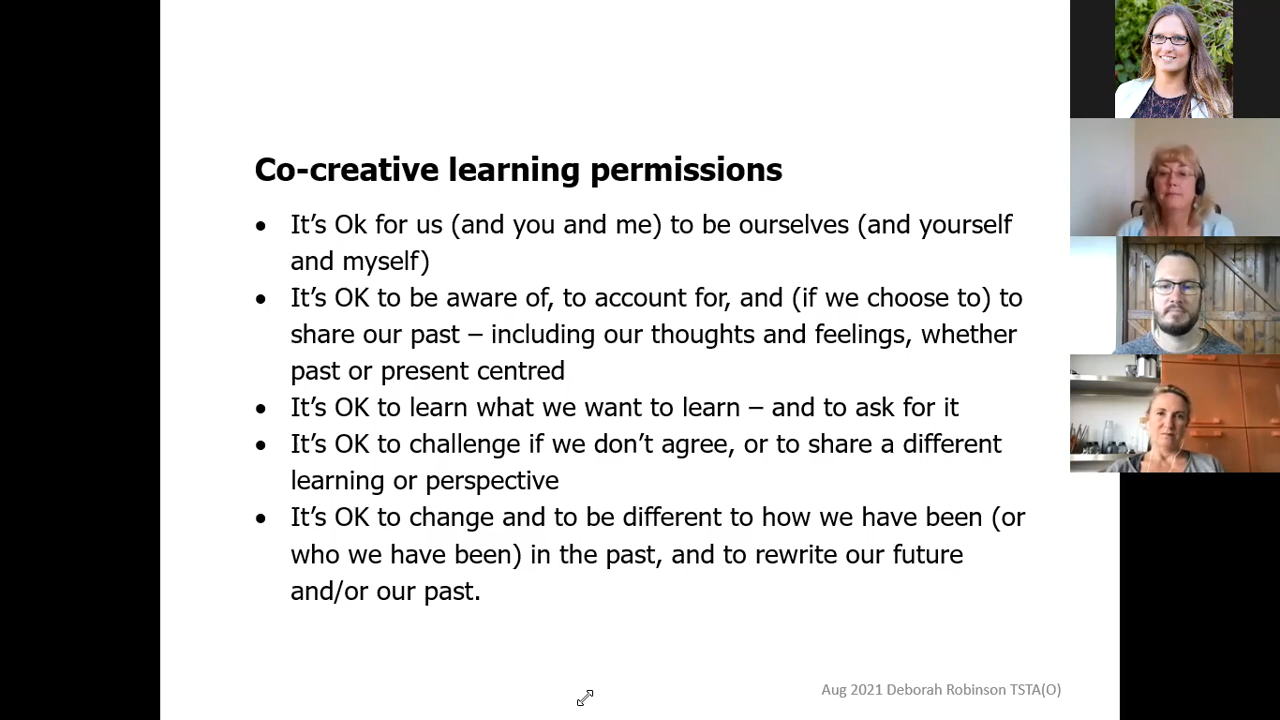 Co-creative learning permissions
• It’s Ok for us (and you and me) to be ourselves (and yourself
and myself)
• It’s OK to be aware of, to account for, and (if we choose to) to
share our past – including our thoughts and feelings, whether
past or present centred
• It’s OK to learn what we want to learn – and to ask for it
• It’s OK to challenge if we don’t agree, or to share a different
learning or perspective
• It’s OK to change and to be different to how we have been (or
who we have been) in the past, and to rewrite our future
and/or our past.
Aug 2021 Deborah Robinson TSTA(O)